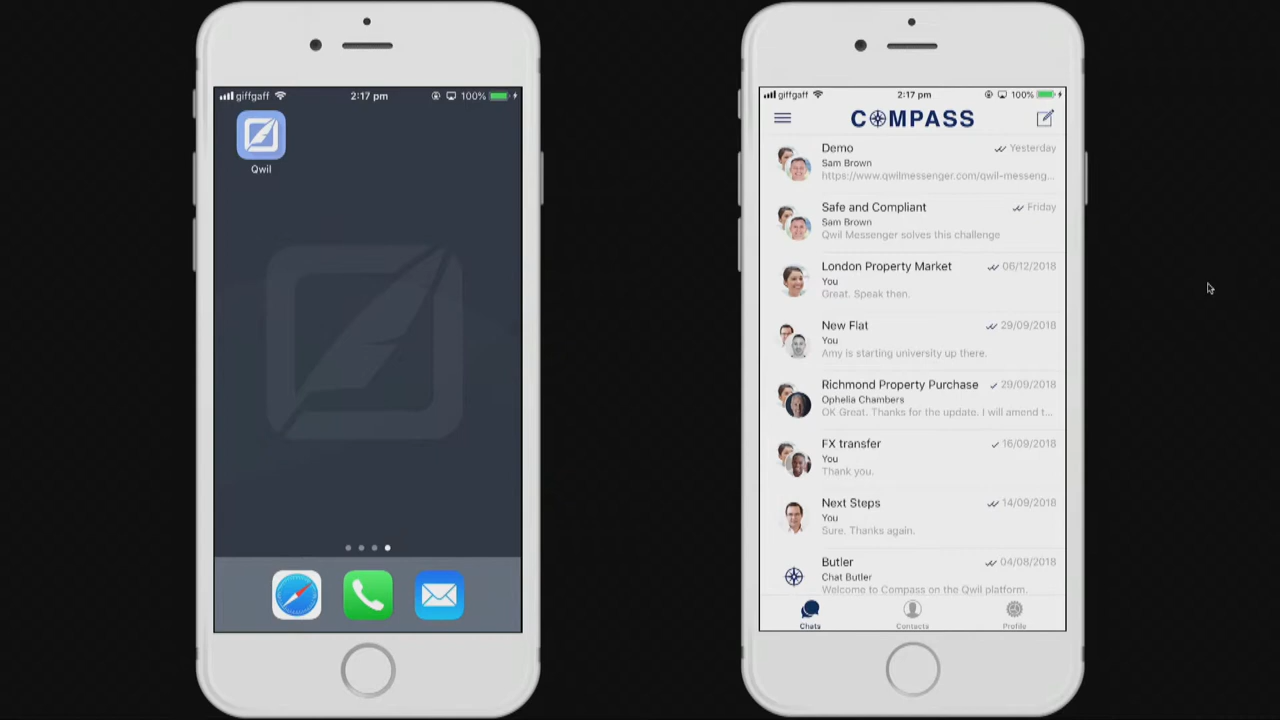 giffgaff 2:17 pm 100%
Qwil
giffgaff 2:17 pm 100%
COMPASS
Demo Yesterday
Sam Brown
https://www.qwilmessenger.com/qwil-messeng...
Safe and Compliant Friday
Sam Brown
Qwil Messenger solves this challenge
London Property Market 06/12/2018
You
Great. Speak then.
New Flat 29/09/2018
You
Amy is starting university up there.
Richmond Property Purchase 29/09/2018
Ophelia Chambers
OK Great. Thanks for the update. I will amend t...
FX transfer 16/09/2018
You
Thank you.
Next Steps 14/09/2018
You
Sure. Thanks again.
Butler 04/08/2018
Chat Butler
Welcome to Compass on the Qwil platform.
Chats Contacts Profile